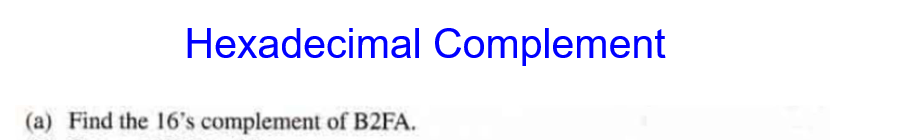 Hexadecimal Complement
(a) Find the 16's complement of B2FA.